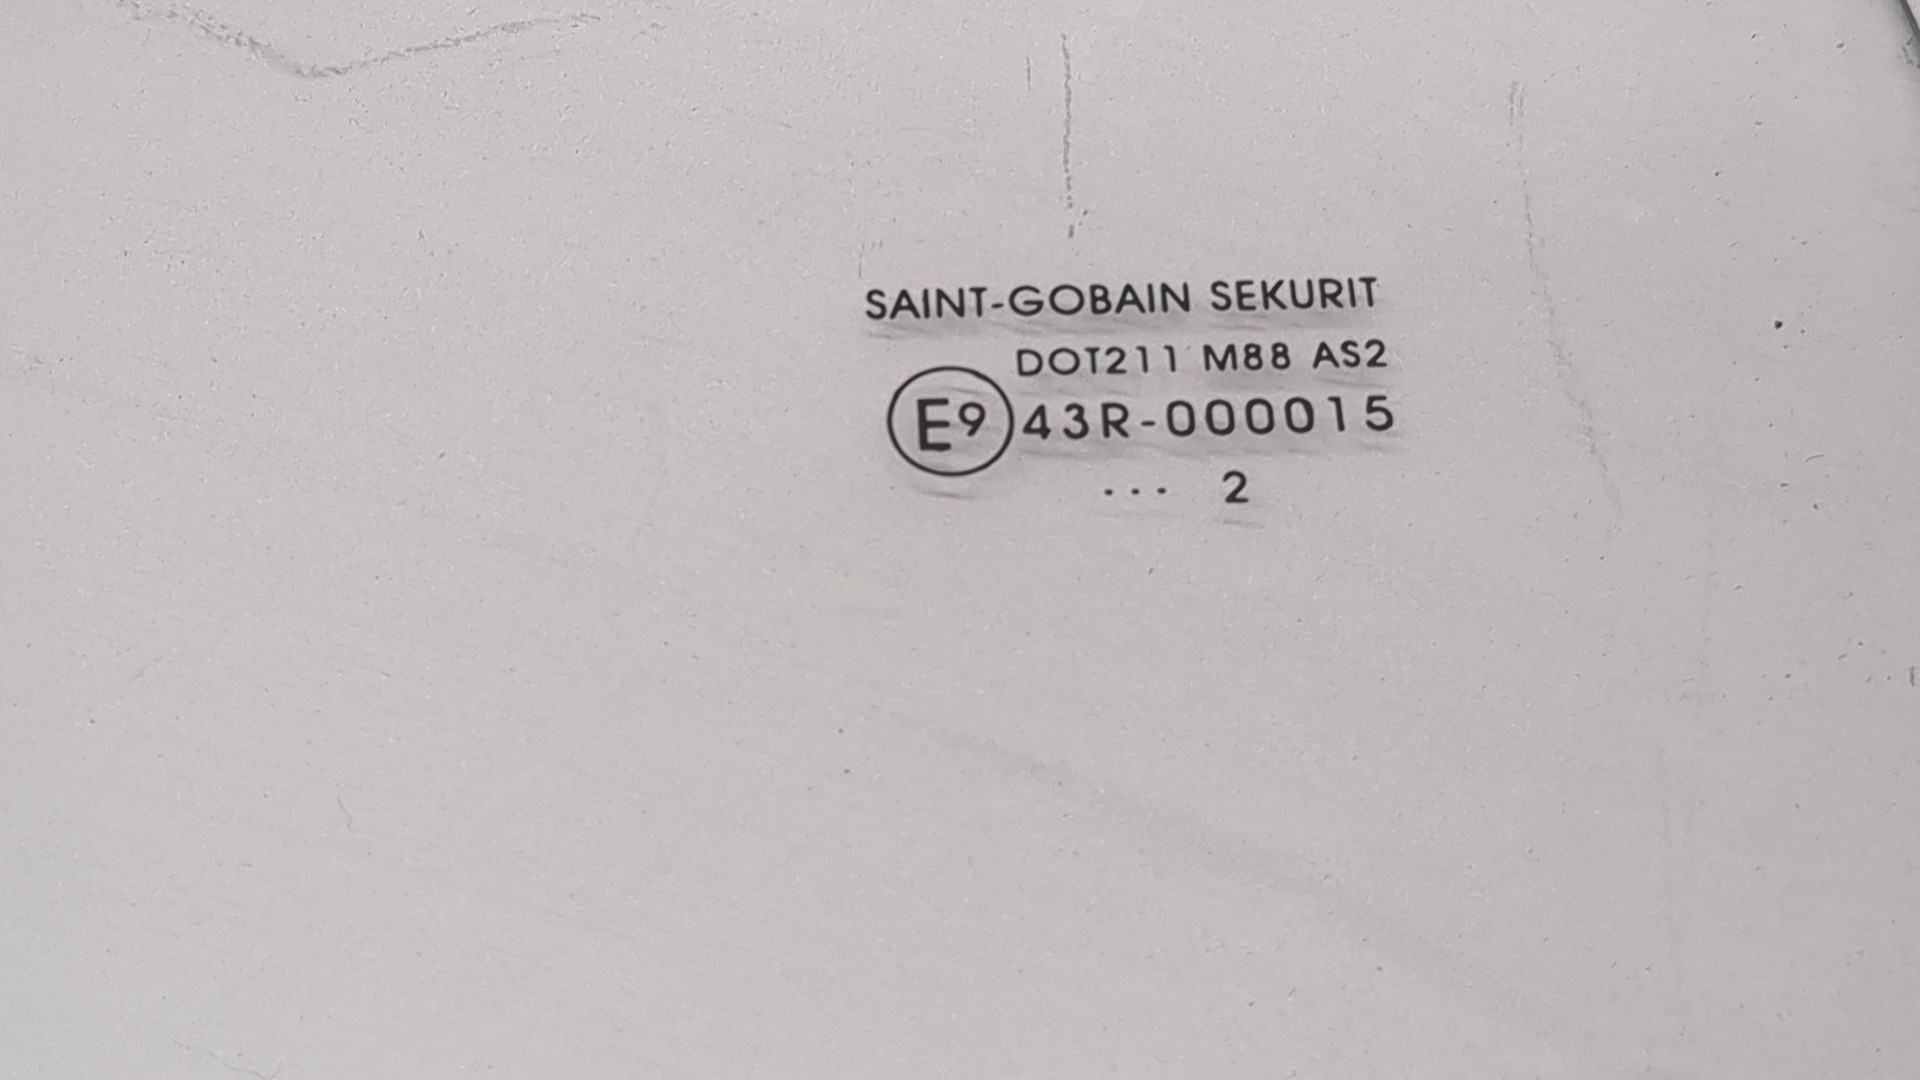 SAINT-GOBAIN SEKURIT
DOT211 M88 AS2
E9 43R-000015
... 2